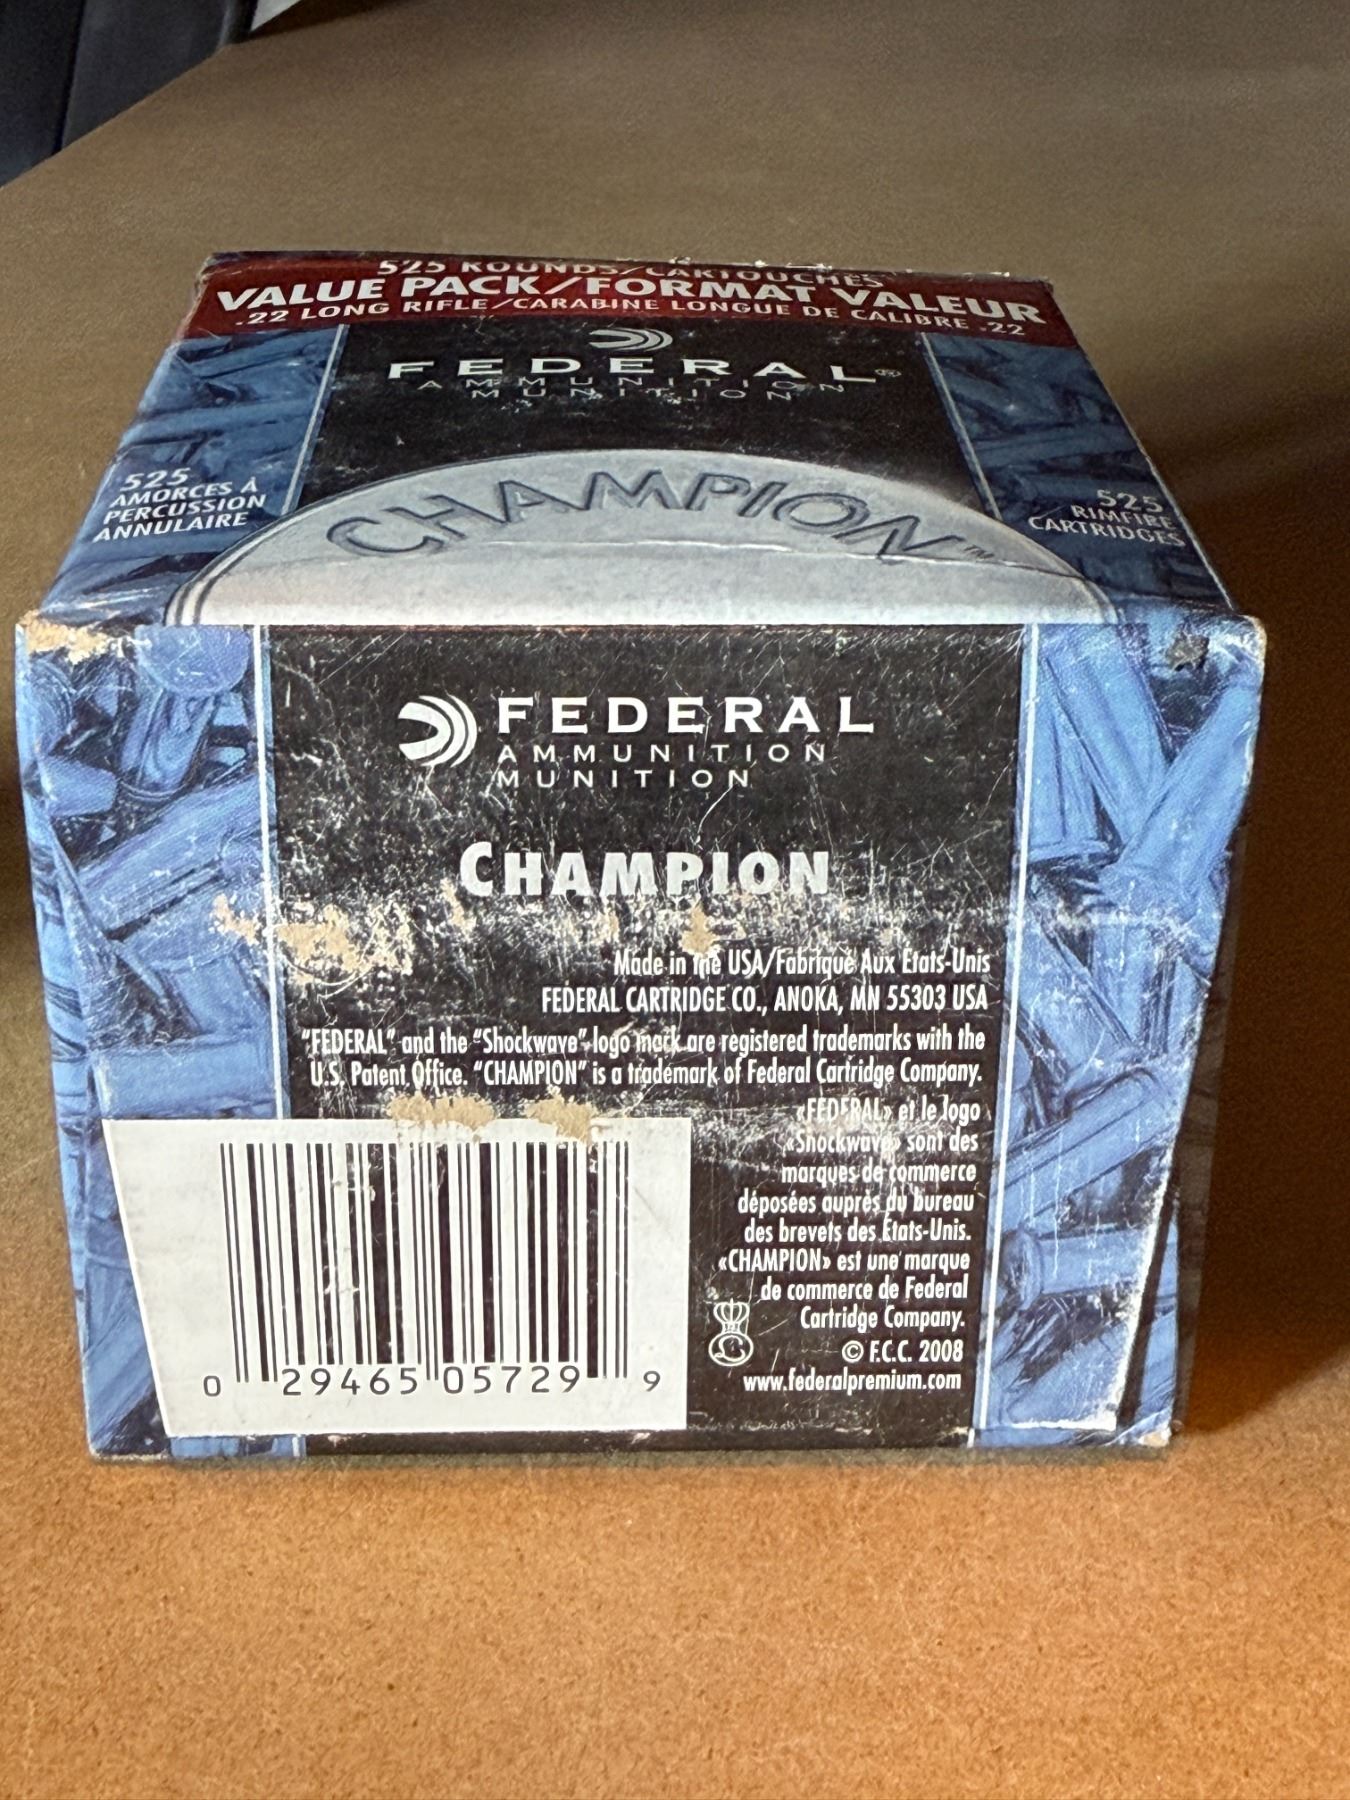 525 ROUNDS/CARTOUCHES
VALUE PACK/FORMAT VALEUR
.22 LONG RIFLE/CARABINE LONGUE DE CALIBRE .22
FEDERAL®
AMMUNITION
MUNITION
CHAMPION™
525
AMORCES À
PERCUSSION
ANNULAIRE
525
RIMFIRE
CARTRIDGES
FEDERAL
AMMUNITION
MUNITION
CHAMPION
Made in the USA/Fabriqué Aux États-Unis
FEDERAL CARTRIDGE CO., ANOKA, MN 55303 USA
"FEDERAL" and the "Shockwave" logo mark are registered trademarks with the
U.S. Patent Office. "CHAMPION" is a trademark of Federal Cartridge Company.
«FEDERAL» et le logo
«Shockwave» sont des
marques de commerce
déposées auprès du bureau
des brevets des États-Unis.
«CHAMPION» est une marque
de commerce de Federal
Cartridge Company.
© F.C.C. 2008
www.federalpremium.com
0 29465 05729 9